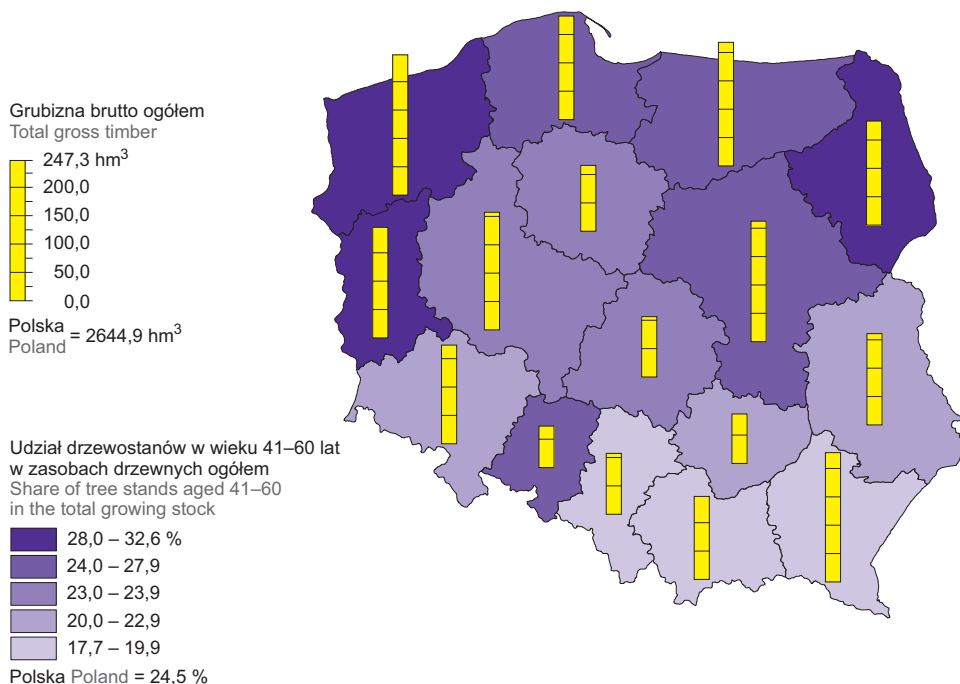 Grubizna brutto ogółem
Total gross timber
247,3 hm³
200,0
150,0
100,0
50,0
0,0
Polska
Poland = 2644,9 hm³
Udział drzewostanów w wieku 41–60 lat
w zasobach drzewnych ogółem
Share of tree stands aged 41–60
in the total growing stock
28,0 – 32,6 %
24,0 – 27,9
23,0 – 23,9
20,0 – 22,9
17,7 – 19,9
Polska Poland = 24,5 %